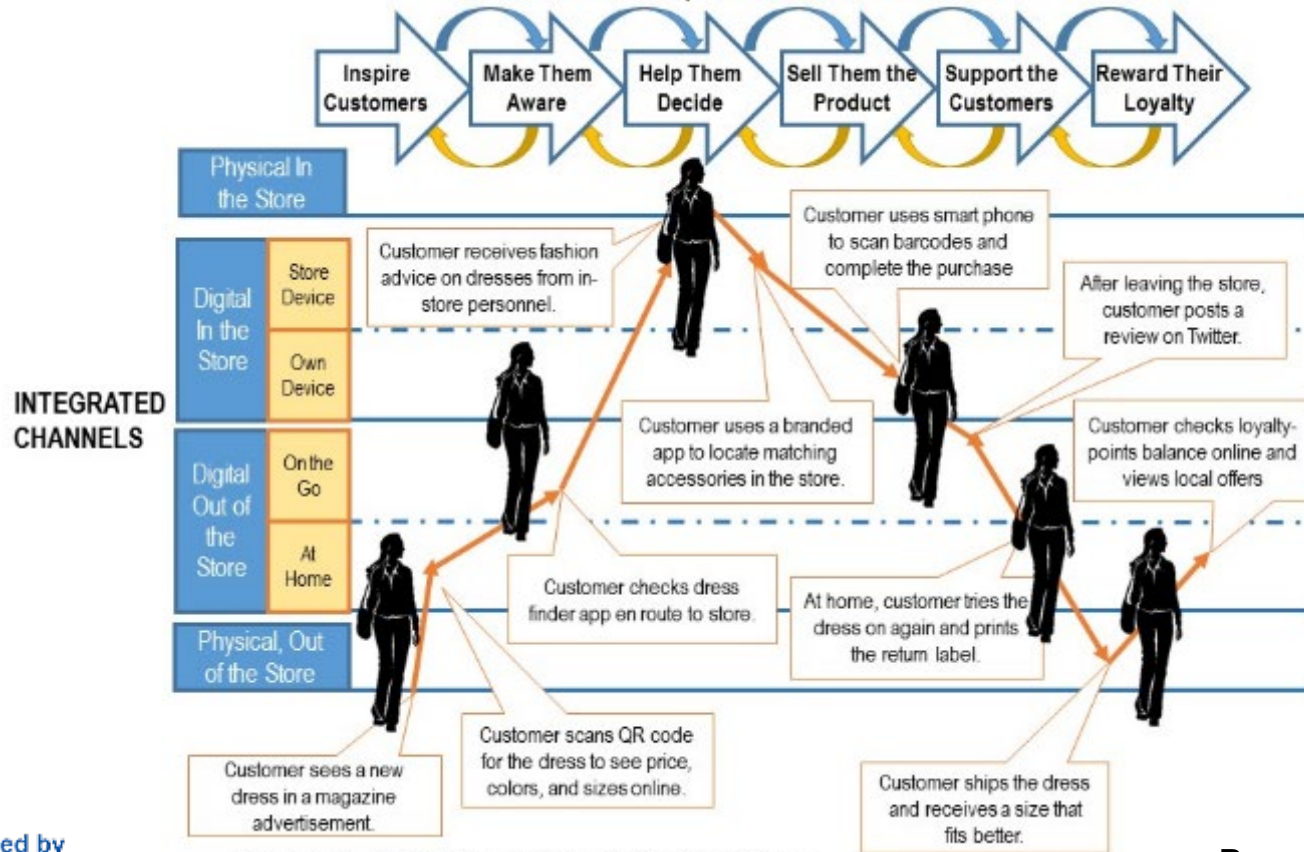 Inspire
Customers
Make Them
Aware
Help Them
Decide
Sell Them the
Product
Support the
Customers
Reward Their
Loyalty
Physical In
the Store
Customer receives fashion
advice on dresses from in-
store personnel.
Customer uses smart phone
to scan barcodes and
complete the purchase
After leaving the store,
customer posts a
review on Twitter.
Digital
In the
Store
Store
Device
Own
Device
INTEGRATED
CHANNELS
Customer uses a branded
app to locate matching
accessories in the store.
Customer checks loyalty-
points balance online and
views local offers
Digital
Out of
the
Store
On the
Go
At
Home
Customer checks dress
finder app en route to store.
At home, customer tries the
dress on again and prints
the return label.
Physical, Out
of the Store
Customer sees a new
dress in a magazine
advertisement.
Customer scans QR code
for the dress to see price,
colors, and sizes online.
Customer ships the dress
and receives a size that
fits better.
ed by